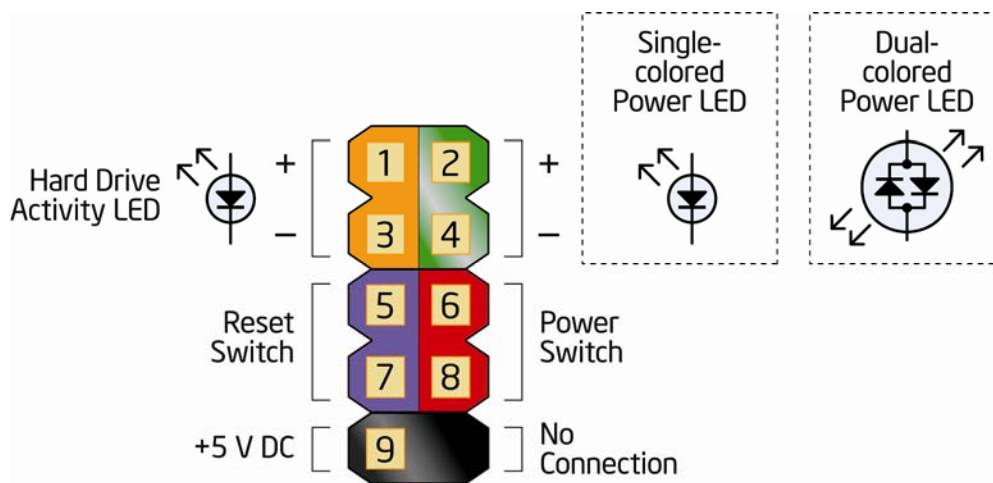 Single-
colored
Power LED
Dual-
colored
Power LED
Hard Drive
Activity LED
+
−
1
2
3
4
+
−
Reset
Switch
5
6
7
8
Power
Switch
+5 V DC
9
No
Connection